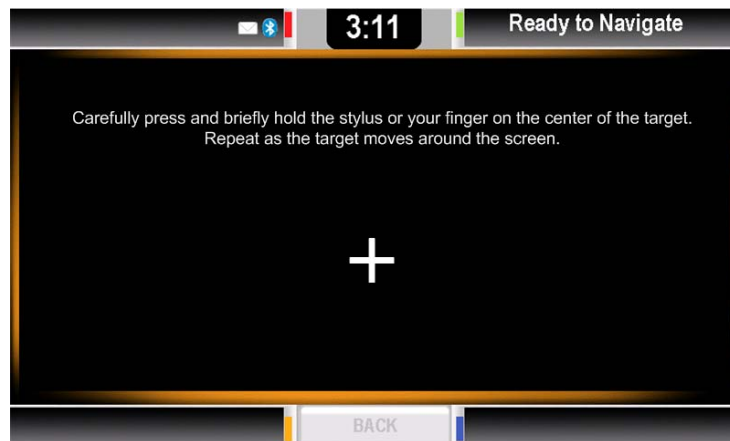 3:11
Ready to Navigate
Carefully press and briefly hold the stylus or your finger on the center of the target.
Repeat as the target moves around the screen.
BACK